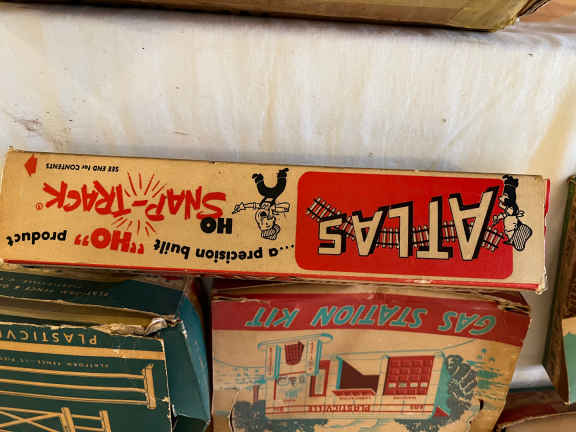 ATLAS
...a precision built "HO" product
HO
SNAP-TRACK®
SEE END for CONTENTS
GAS STATION KIT
PLASTICVILLE
PLASTICVILLE